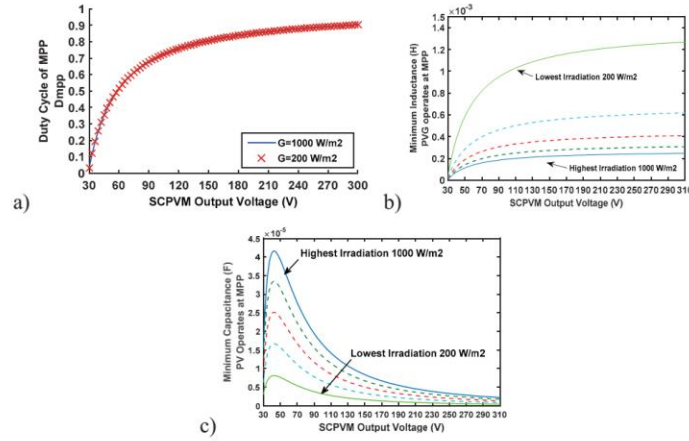 a)
Duty Cycle of MPP
Dmpp
1
0.9
0.8
0.7
0.6
0.5
0.4
0.3
0.2
0.1
0
30 60 90 120 150 180 210 240 270 300
SCPVM Output Voltage (V)
G=1000 W/m2
G=200 W/m2
b)
×10-3
Minimum Inductance (H)
PVG operates at MPP
1.5
1.4
1.2
1
0.8
0.6
0.4
0.2
0
30 50 70 90 110 130 150 170 190 210 230 250 270 290 310
SCPVM Output Voltage (V)
Lowest Irradiation 200 W/m2
Highest Irradiation 1000 W/m2
c)
×10-5
Minimum Capacitance (F)
PV Operates at MPP
4.5
4
3.5
3
2.5
2
1.5
1
0.5
0
30 50 70 90 110 130 150 170 190 210 230 250 270 290 310
SCPVM Output Voltage (V)
Highest Irradiation 1000 W/m2
Lowest Irradiation 200 W/m2